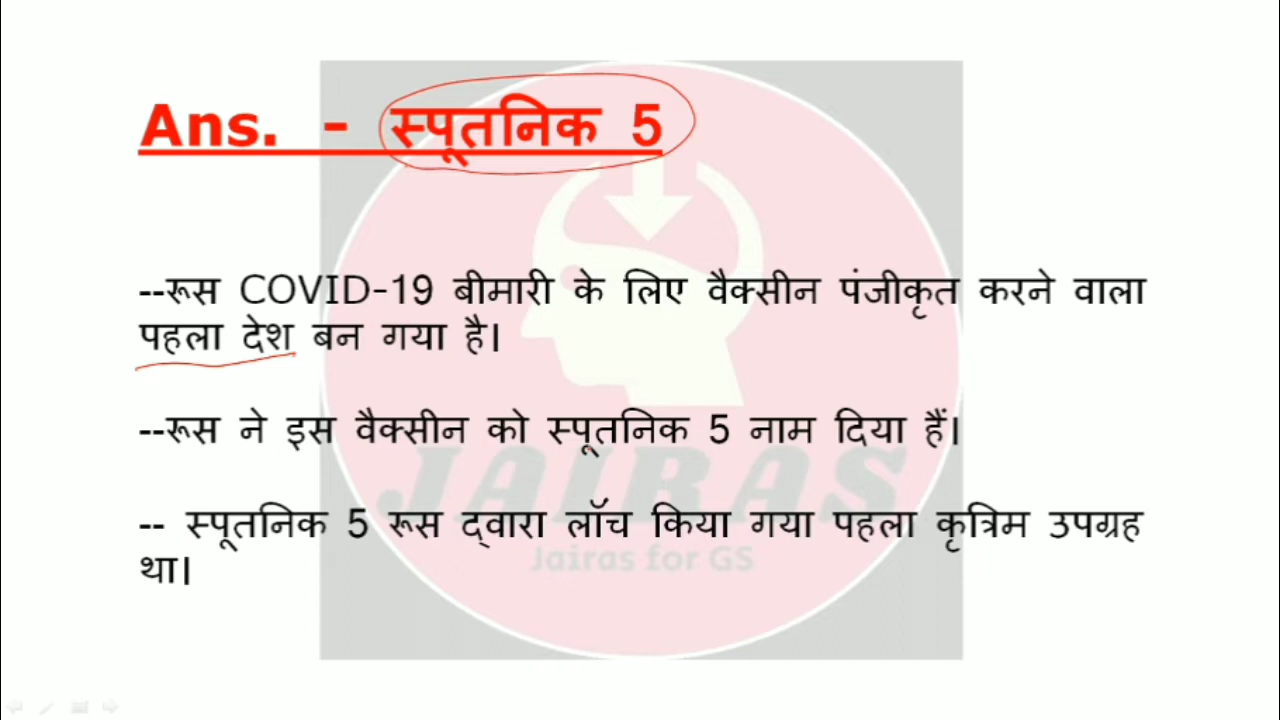 Ans. - स्पूतनिक 5
--रूस COVID-19 बीमारी के लिए वैक्सीन पंजीकृत करने वाला
पहला देश बन गया है।
--रूस ने इस वैक्सीन को स्पूतनिक 5 नाम दिया हैं।
-- स्पूतनिक 5 रूस द्वारा लॉच किया गया पहला कृत्रिम उपग्रह
था।
JAIRAS
Jairas for GS